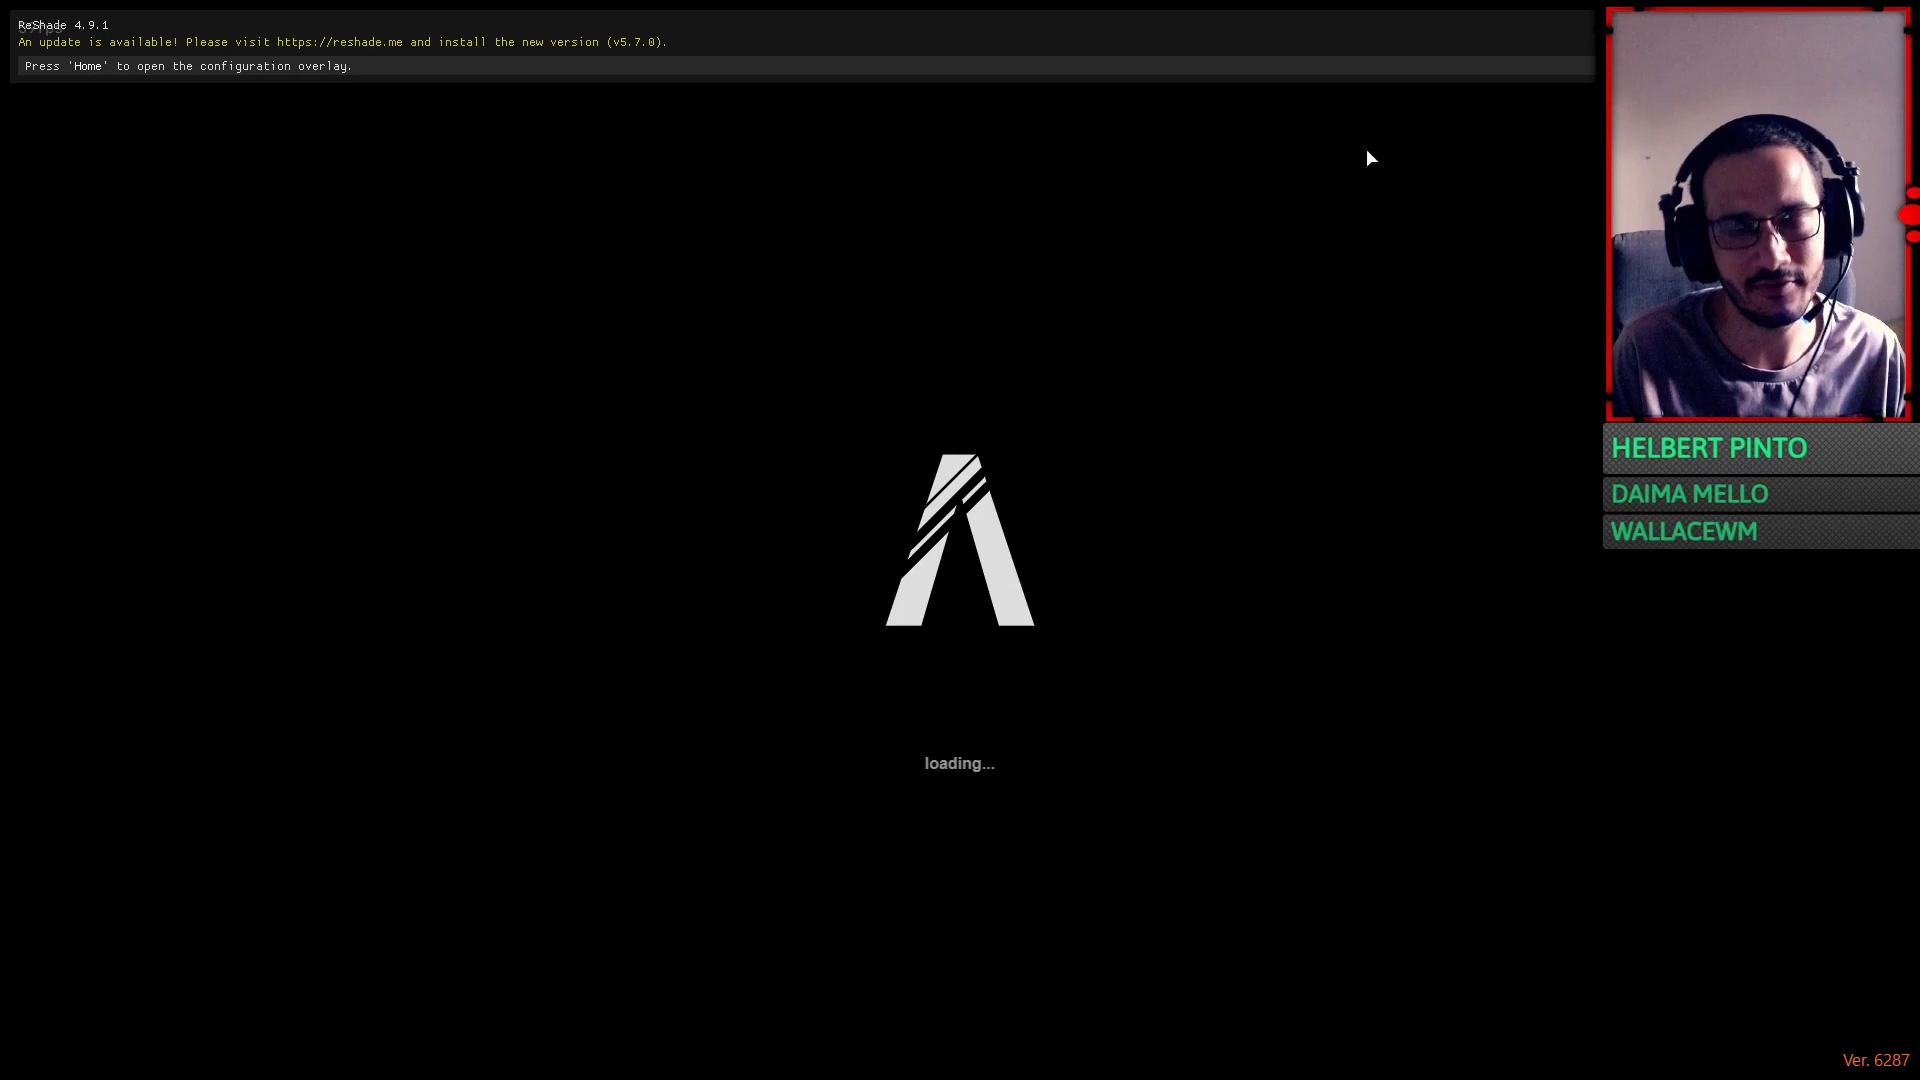 ReShade 4.9.1
An update is available! Please visit https://reshade.me and install the new version (v5.7.0).
Press 'Home' to open the configuration overlay.
HELBERT PINTO
DAIMA MELLO
WALLACEWM
loading...
Ver. 6287